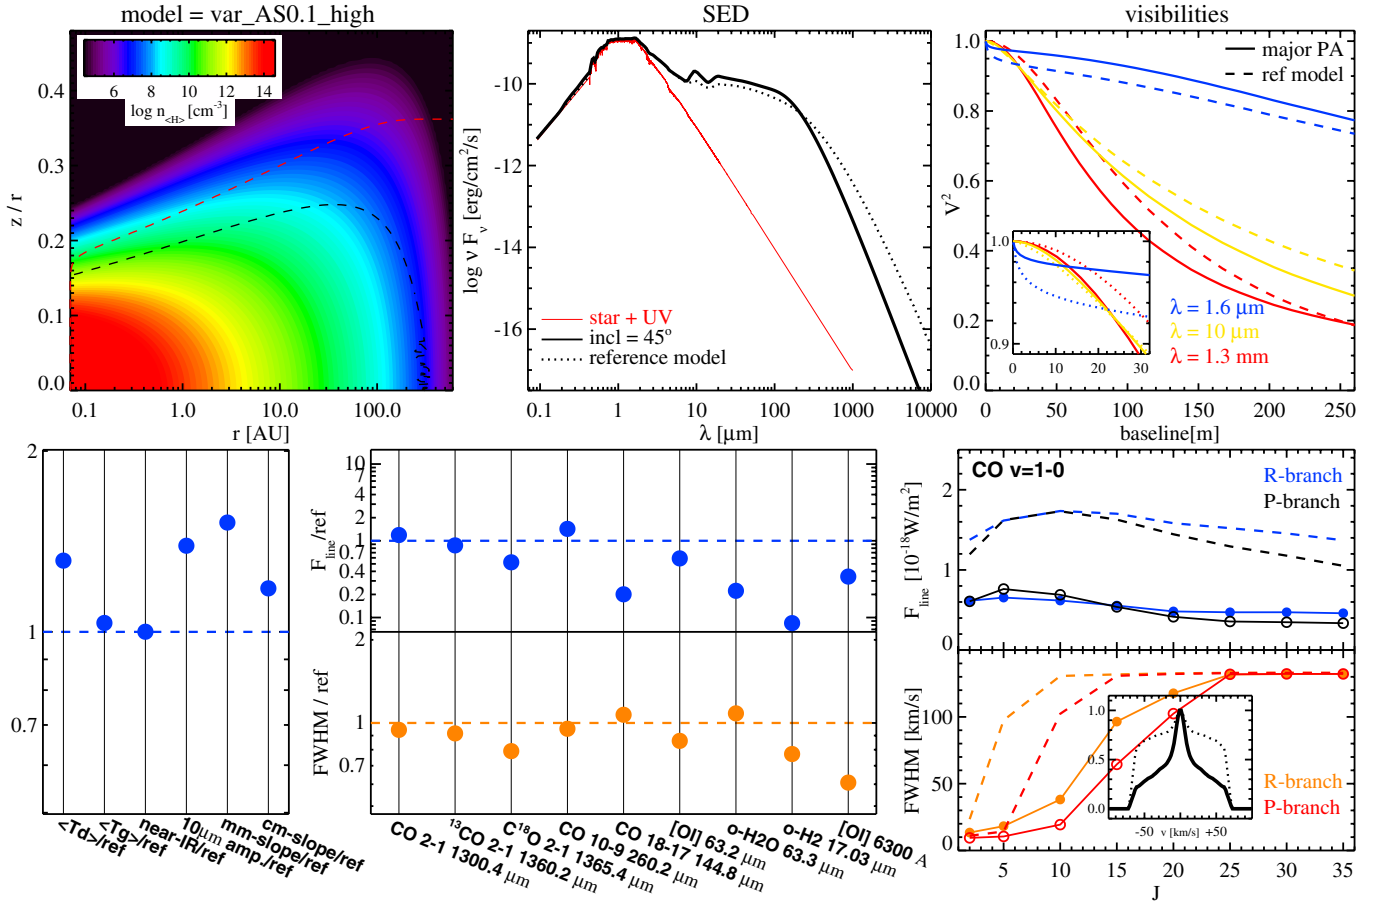 model = var_AS0.1_high
SED
visibilities
6 8 10 12 14
log n<H> [cm-3]
z / r
0.4
0.3
0.2
0.1
0.0
0.1 1.0 10.0 100.0
r [AU]
log ν Fν [erg/cm2/s]
-10
-12
-14
-16
star + UV
incl = 45o
reference model
0.1 1 10 100 1000 10000
λ [μm]
V2
1.0
0.8
0.6
0.4
0.2
0.0
major PA
ref model
1.0
0.9
0 10 20 30
λ = 1.6 μm
λ = 10 μm
λ = 1.3 mm
0 50 100 150 200 250
baseline[m]
2
1
0.7
<Td>/ref
<Tg>/ref
near-IR/ref
10μm amp./ref
mm-slope/ref
cm-slope/ref
Fline/ref
10
7
4
2
1
0.7
0.4
0.2
0.1
FWHM / ref
2
1
0.7
CO 2-1 1300.4 μm
13CO 2-1 1360.2 μm
C18O 2-1 1365.4 μm
CO 10-9 260.2 μm
CO 18-17 144.8 μm
[OI] 63.2 μm
o-H2O 63.3 μm
o-H2 17.03 μm
[OI] 6300 A
CO v=1-0
R-branch
P-branch
Fline [10-18W/m2]
2
1
0
FWHM [km/s]
100
50
0
1.0
0.5
0.0
-50 +50
v [km/s]
R-branch
P-branch
5 10 15 20 25 30 35
J